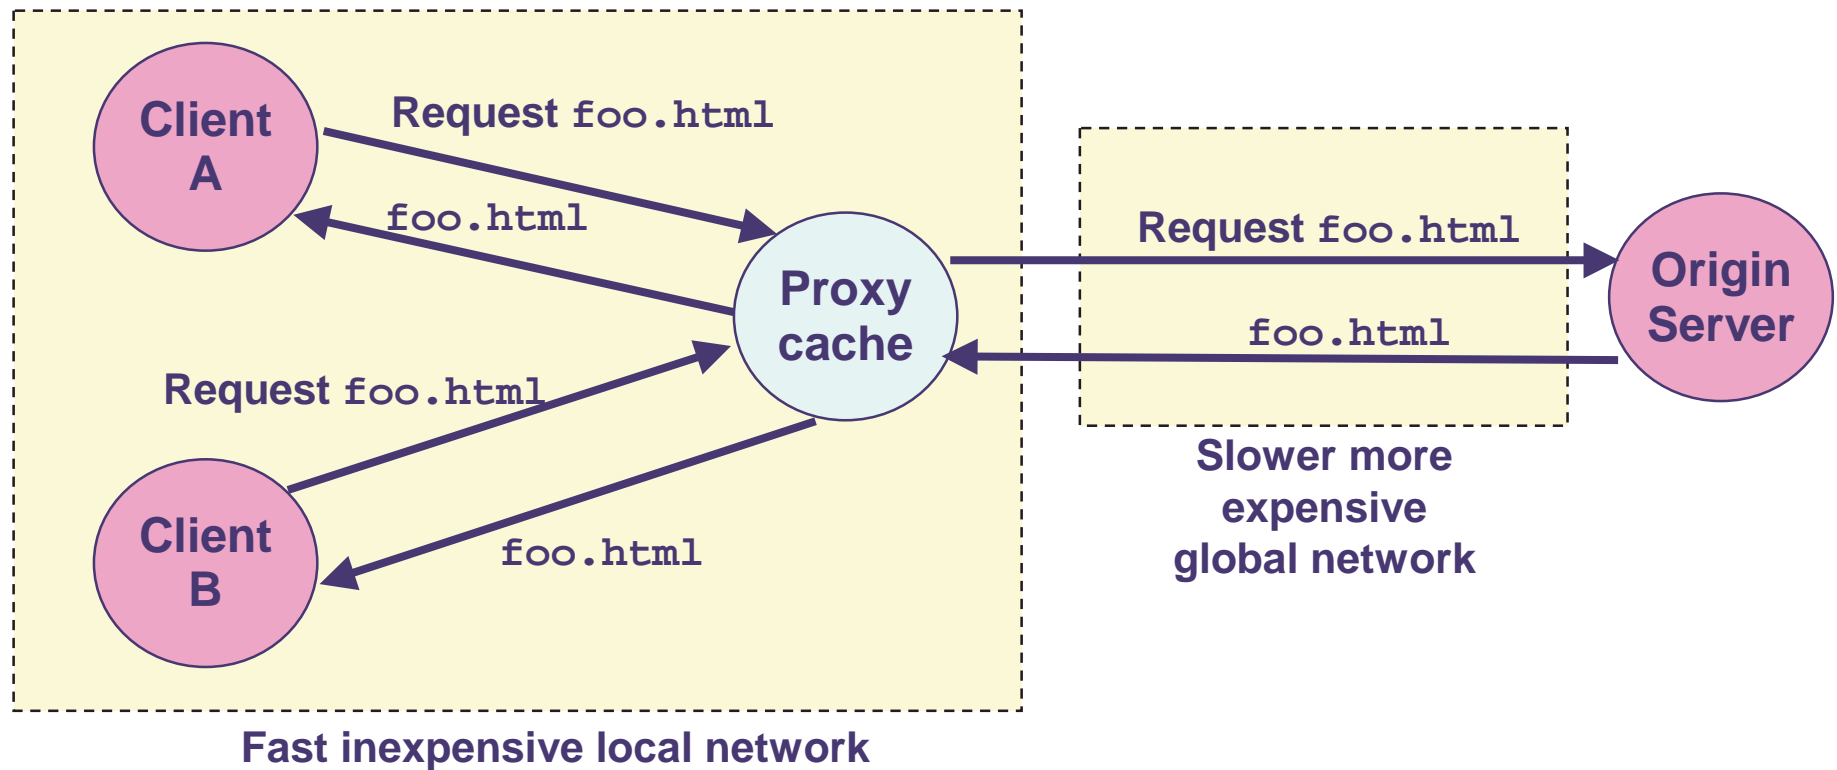 Client
A
Request foo.html
foo.html
Proxy
cache
Request foo.html
foo.html
Client
B
Request foo.html
foo.html
Origin
Server
Slower more
expensive
global network
Fast inexpensive local network